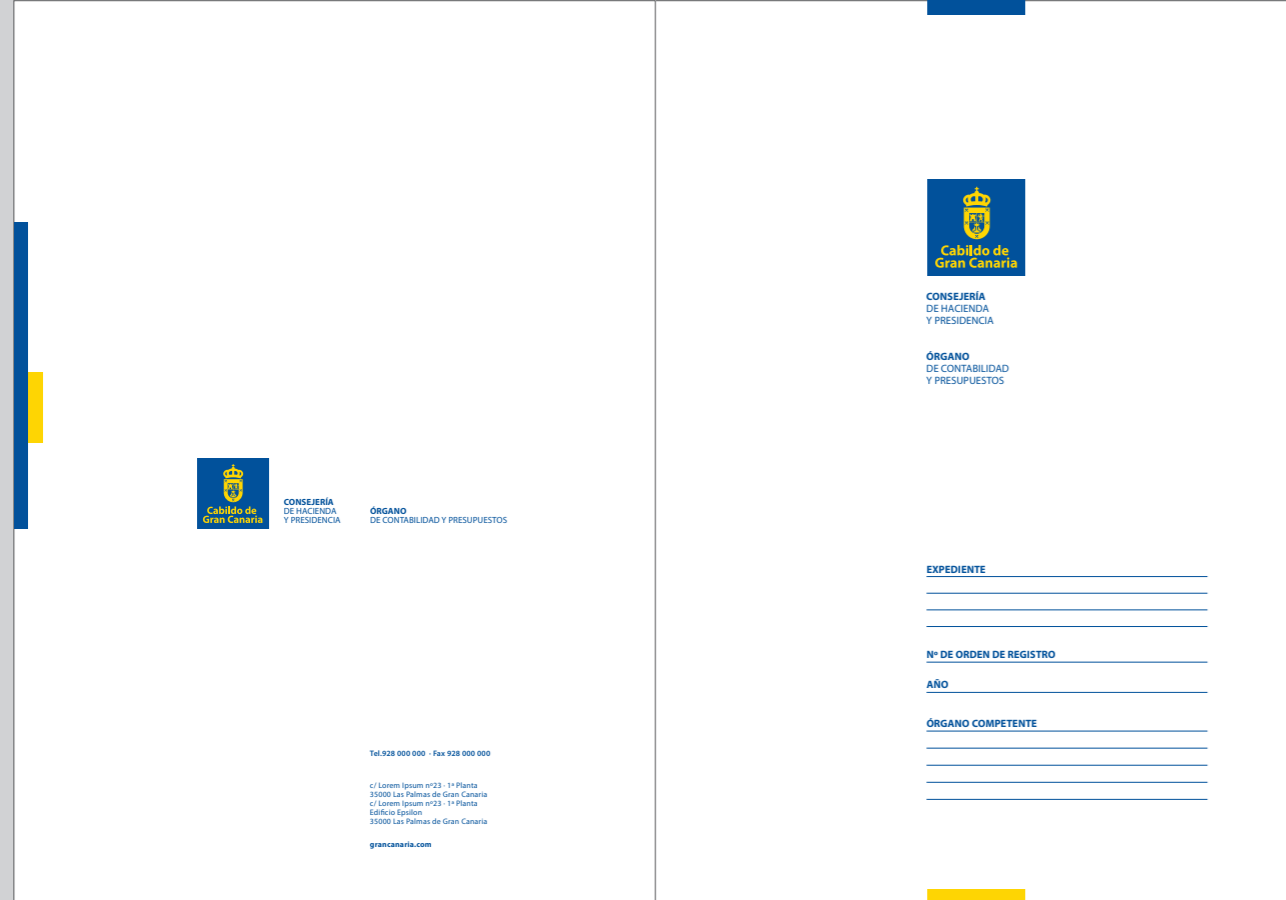 Cabildo de
Gran Canaria
CONSEJERÍA
DE HACIENDA
Y PRESIDENCIA
ÓRGANO
DE CONTABILIDAD Y PRESUPUESTOS
Tel.928 000 000 - Fax 928 000 000
c/ Lorem Ipsum nº23 - 1ª Planta
35000 Las Palmas de Gran Canaria
c/ Lorem Ipsum nº23 - 1ª Planta
Edificio Epsilon
35000 Las Palmas de Gran Canaria
grancanaria.com
Cabildo de
Gran Canaria
CONSEJERÍA
DE HACIENDA
Y PRESIDENCIA
ÓRGANO
DE CONTABILIDAD
Y PRESUPUESTOS
EXPEDIENTE
Nº DE ORDEN DE REGISTRO
AÑO
ÓRGANO COMPETENTE